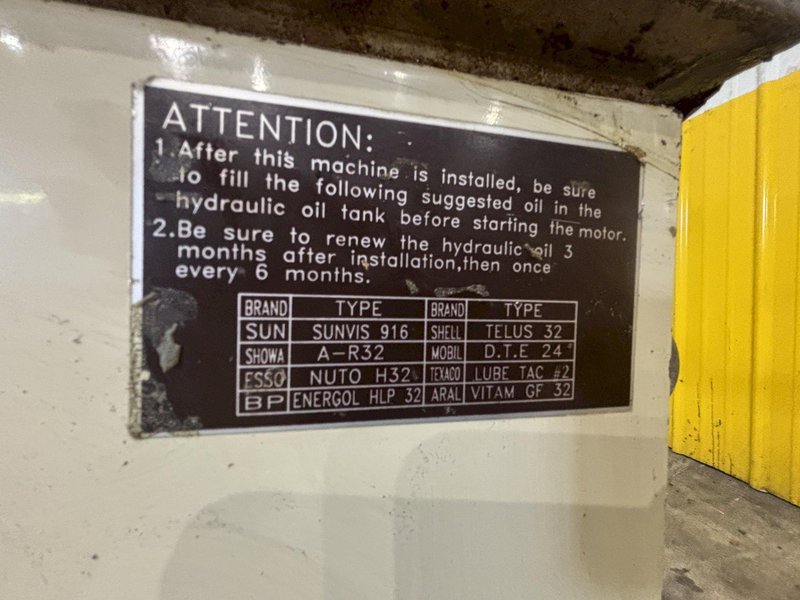 ATTENTION:
1.After this machine is installed, be sure
to fill the following suggested oil in the
hydraulic oil tank before starting the motor.
2.Be sure to renew the hydraulic oil 3
months after installation,then once
every 6 months.
BRAND TYPE BRAND TYPE
SUN SUNVIS 916 SHELL TELUS 32
SHOWA A-R32 MOBIL D.T.E 24
ESSO NUTO H32 TEXACO LUBE TAC #2
BP ENERGOL HLP 32 ARAL VITAM GF 32